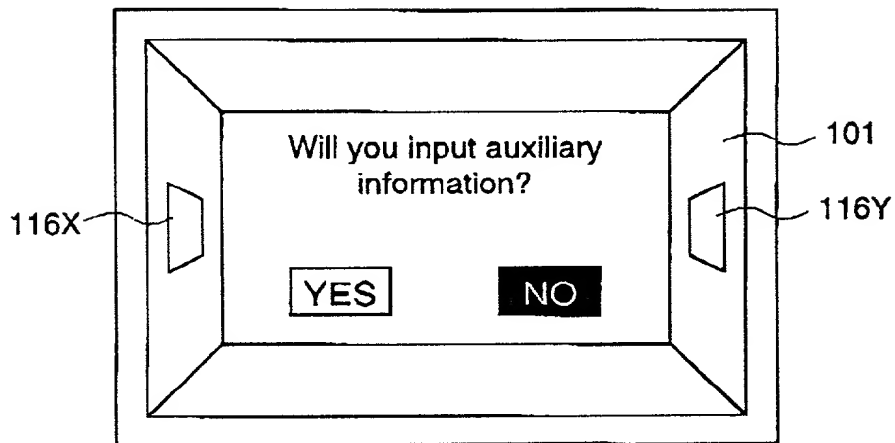 Will you input auxiliary
information?
101
116X
116Y
YES
NO